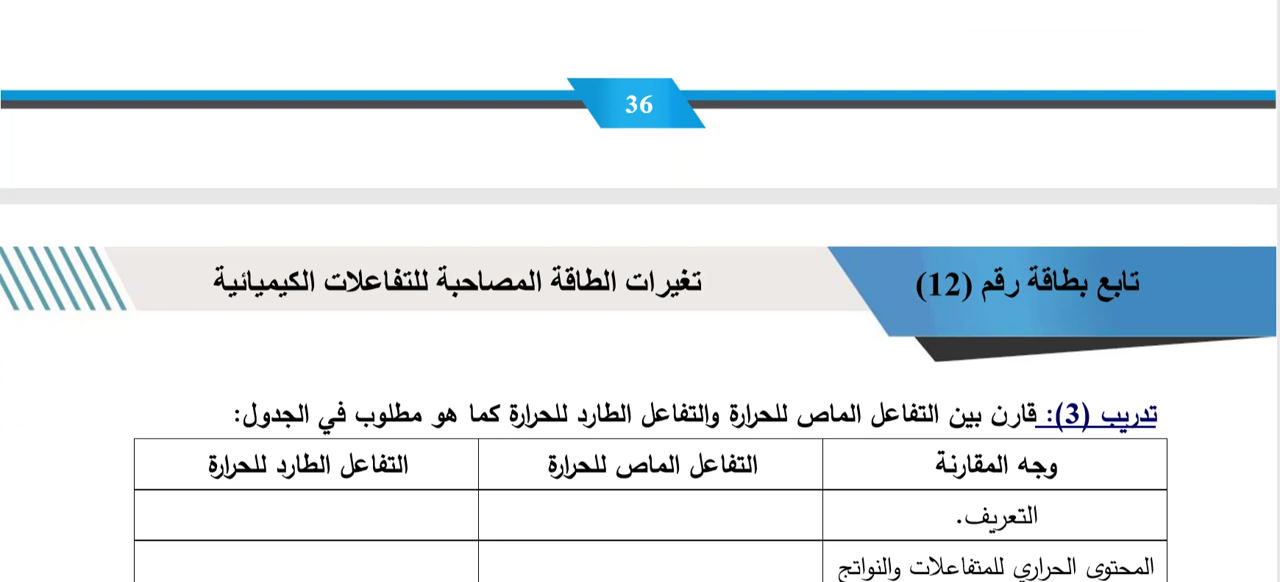 36
تابع بطاقة رقم (12) تغيرات الطاقة المصاحبة للتفاعلات الكيميائية
تدريب (3): قارن بين التفاعل الماص للحرارة والتفاعل الطارد للحرارة كما هو مطلوب في الجدول:
وجه المقارنة التفاعل الماص للحرارة التفاعل الطارد للحرارة
التعريف.
المحتوى الحراري للمتفاعلات والنواتج